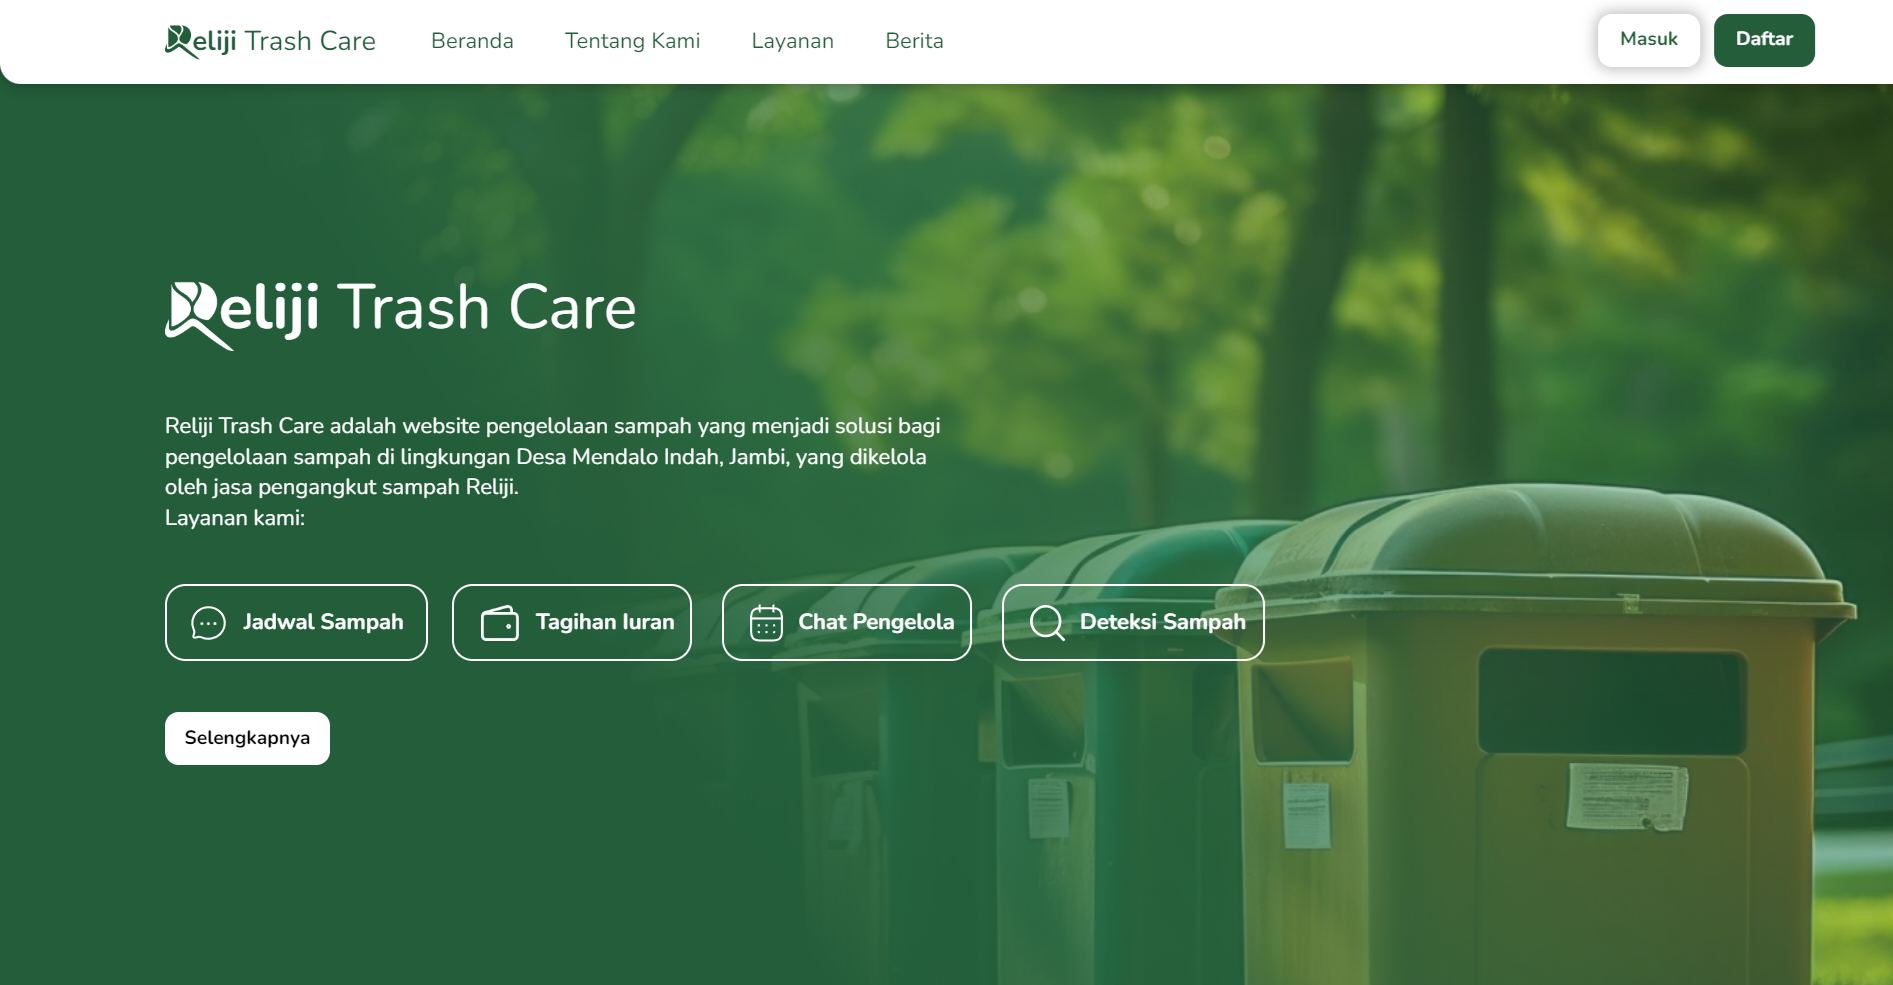 Reliji Trash Care
Beranda
Tentang Kami
Layanan
Berita
Masuk
Daftar
Reliji Trash Care
Reliji Trash Care adalah website pengelolaan sampah yang menjadi solusi bagi
pengelolaan sampah di lingkungan Desa Mendalo Indah, Jambi, yang dikelola
oleh jasa pengangkut sampah Reliji.
Layanan kami:
Jadwal Sampah
Tagihan Iuran
Chat Pengelola
Deteksi Sampah
Selengkapnya